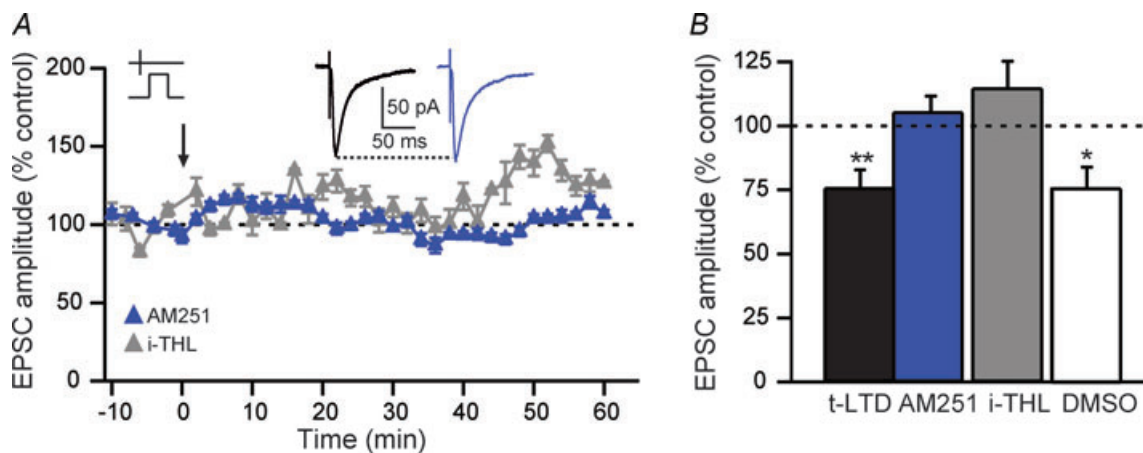 A
EPSC amplitude (% control)
200
150
100
50
0
50 pA
50 ms
AM251
i-THL
-10 0 10 20 30 40 50 60
Time (min)
B
EPSC amplitude (% control)
125
100
75
50
25
0
**
*
t-LTD AM251 i-THL DMSO